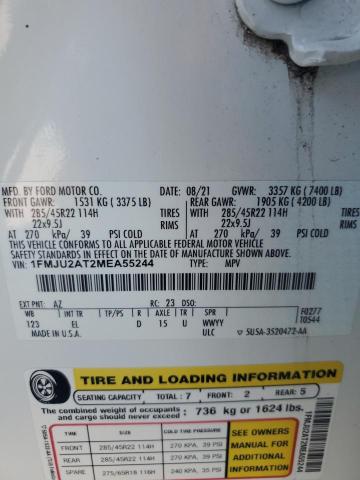 MFD. BY FORD MOTOR CO. 08/21 GVWR: 3357 KG (7400 LB)
FRONT GAWR: 1531 KG (3375 LB) REAR GAWR: 1905 KG (4200 LB)
WITH 285/45R22 114H TIRES WITH 285/45R22 114H TIRES
22x9.5J RIMS 22x9.5J RIMS
AT 270 kPa/ 39 PSI COLD AT 270 kPa/ 39 PSI COLD
THIS VEHICLE CONFORMS TO ALL APPLICABLE FEDERAL MOTOR VEHICLE
SAFETY STANDARDS IN EFFECT ON THE DATE OF
VIN: 1FMJU2AT2MEA55244 TYPE: MPV
EXT PNT: AZ RC: 23 DSO:
WB INT TR TP/PS R AXLE TR SPR F0277
123 EL D 15 U WWYY T0544
ULC 5U5A-3520472-AA
TIRE AND LOADING INFORMATION
SEATING CAPACITY TOTAL: 7 FRONT: 2 REAR: 5
The combined weight of occupants and cargo should never exceed: 736 kg or 1624 lbs.
TIRE SIZE COLD TIRE PRESSURE
FRONT 285/45R22 114H 270 KPA, 39 PSI
REAR 285/45R22 114H 270 KPA, 39 PSI
SPARE 275/65R18 116H 240 KPA, 35 PSI
SEE OWNERS MANUAL FOR ADDITIONAL INFORMATION
1FMJU2AT2MEA55244